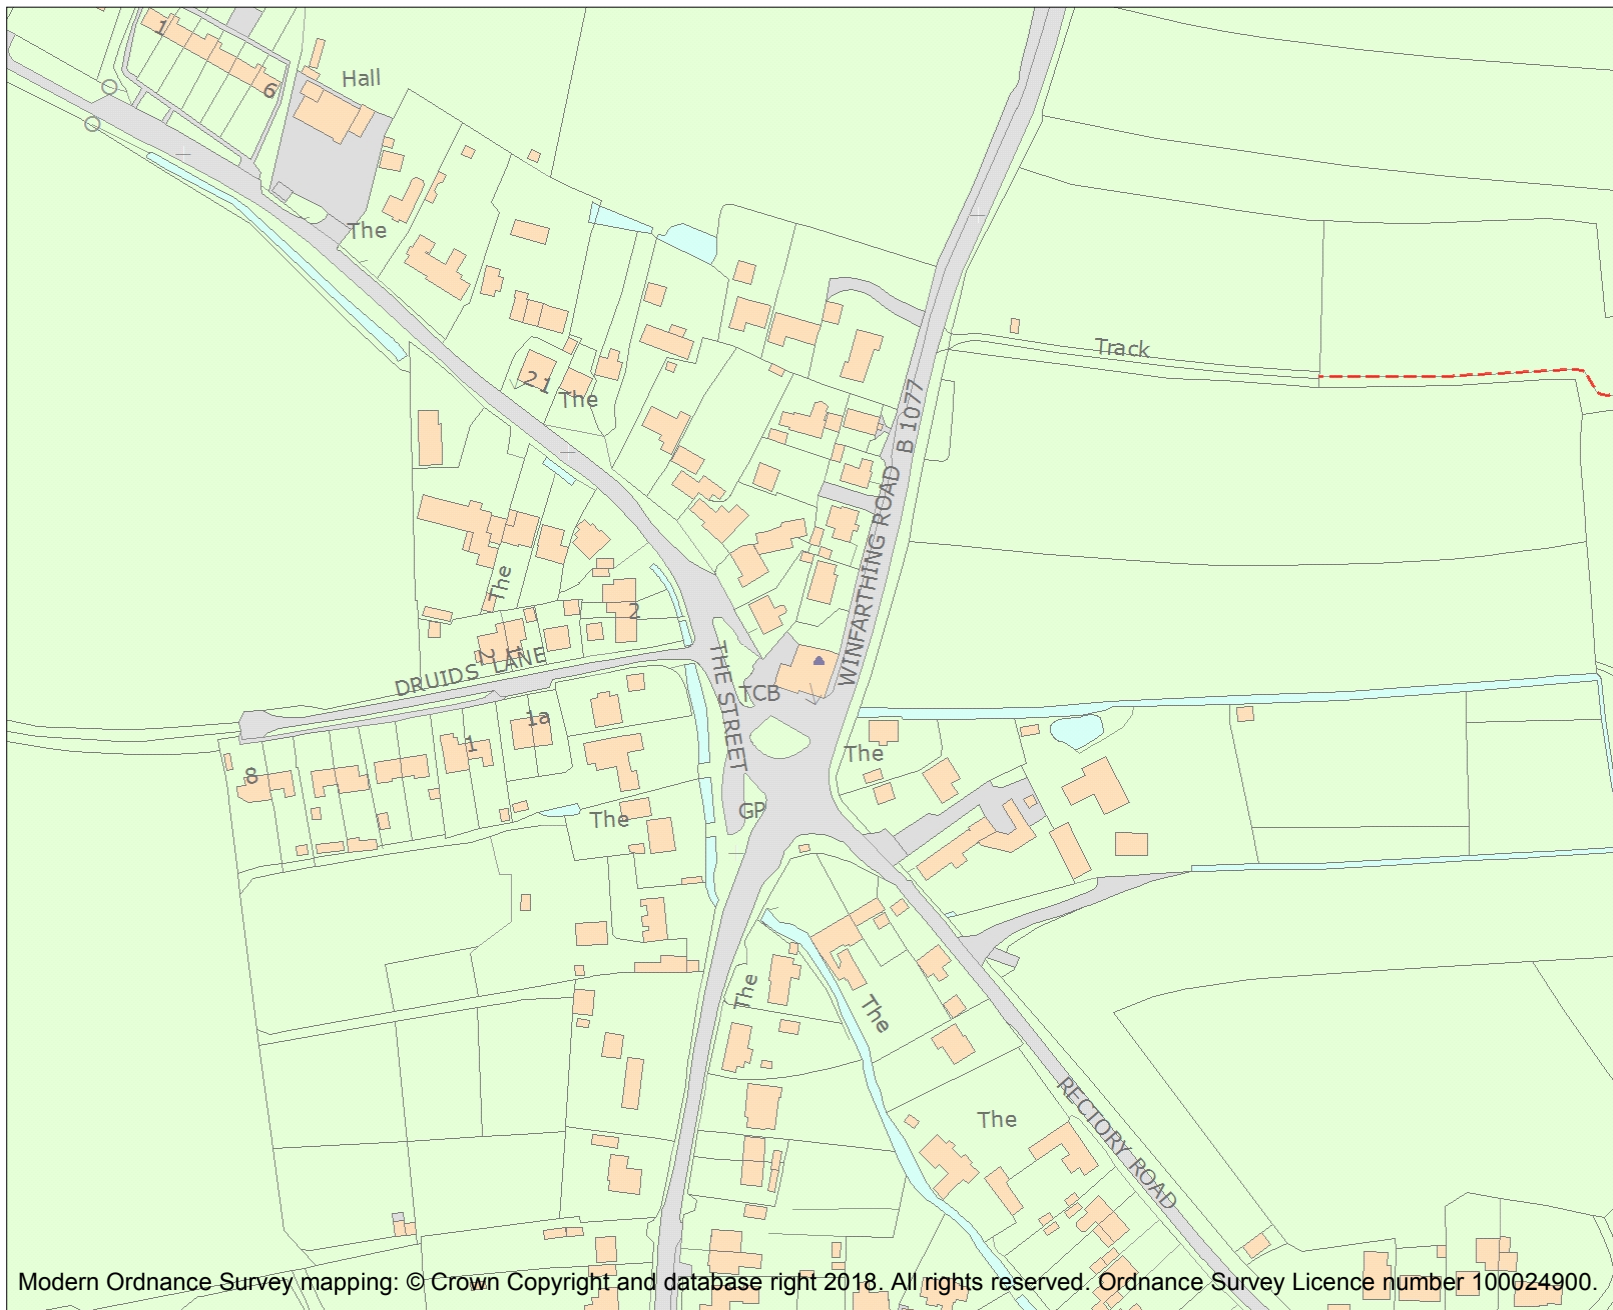 1
6
Hall
The
21
The
Track
WINFARTHING ROAD B 1077
The
2
DRUIDS LANE
THE STREET
TCB
The
1a
1
8
The
GP
The
The
The
RECTORY ROAD
Modern Ordnance Survey mapping: © Crown Copyright and database right 2018. All rights reserved. Ordnance Survey Licence number 100024900.